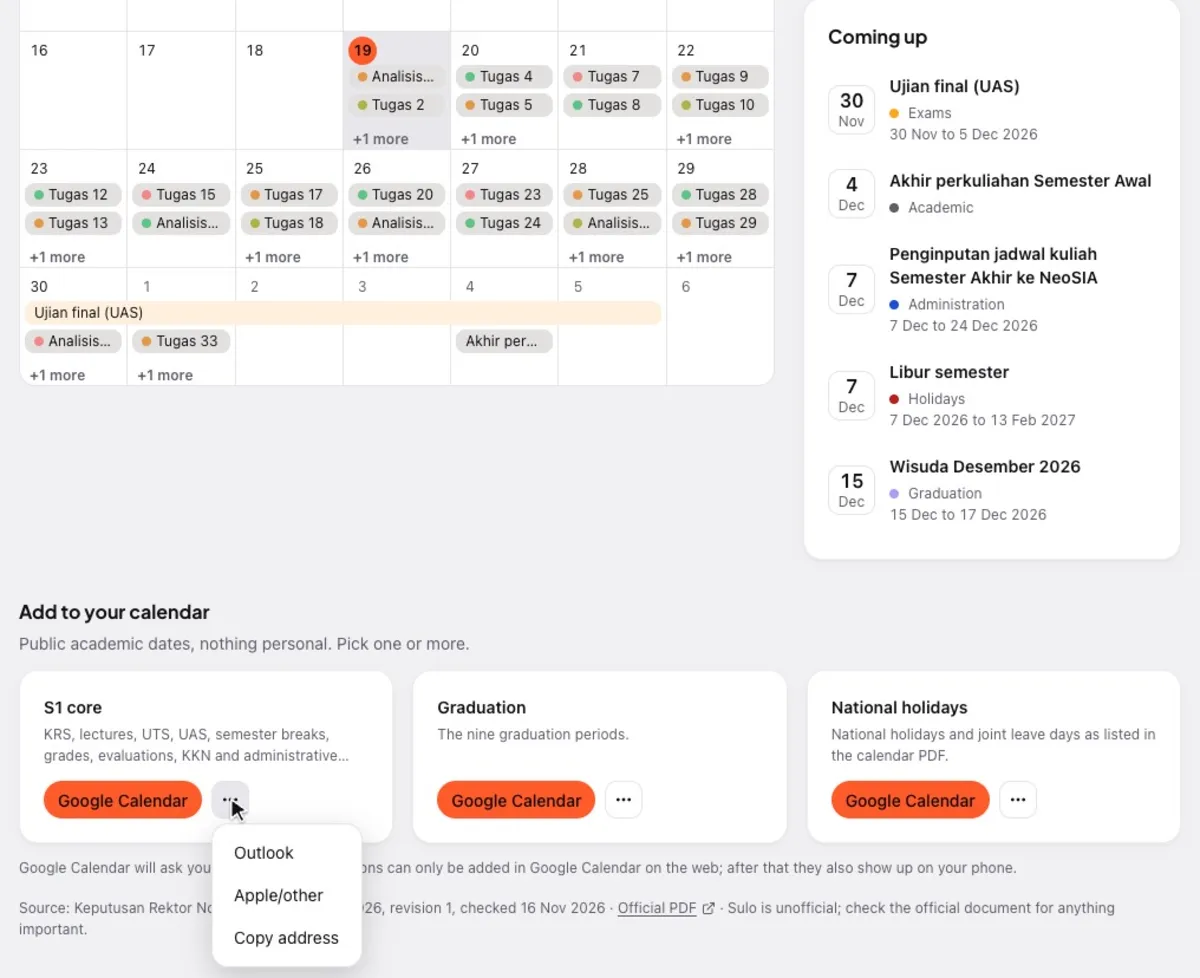 16
17
18
19
Analisis...
Tugas 2
+1 more
20
Tugas 4
Tugas 5
+1 more
21
Tugas 7
Tugas 8
22
Tugas 9
Tugas 10
+1 more
23
Tugas 12
Tugas 13
+1 more
24
Tugas 15
Analisis...
25
Tugas 17
Tugas 18
+1 more
26
Tugas 20
Analisis...
+1 more
27
Tugas 23
Tugas 24
28
Tugas 25
Analisis...
+1 more
29
Tugas 28
Tugas 29
+1 more
30
1
2
3
4
5
6
Ujian final (UAS)
Analisis...
+1 more
Tugas 33
+1 more
Akhir per...
Coming up
30
Nov
Ujian final (UAS)
Exams
30 Nov to 5 Dec 2026
4
Dec
Akhir perkuliahan Semester Awal
Academic
7
Dec
Penginputan jadwal kuliah
Semester Akhir ke NeoSIA
Administration
7 Dec to 24 Dec 2026
7
Dec
Libur semester
Holidays
7 Dec 2026 to 13 Feb 2027
15
Dec
Wisuda Desember 2026
Graduation
15 Dec to 17 Dec 2026
Add to your calendar
Public academic dates, nothing personal. Pick one or more.
S1 core
KRS, lectures, UTS, UAS, semester breaks,
grades, evaluations, KKN and administrative...
Google Calendar
Graduation
The nine graduation periods.
Google Calendar
National holidays
National holidays and joint leave days as listed in
the calendar PDF.
Google Calendar
Outlook
Apple/other
Copy address
Google Calendar will ask you can only be added in Google Calendar on the web; after that they also show up on your phone.
Source: Keputusan Rektor revision 1, checked 16 Nov 2026 · Official PDF · Sulo is unofficial; check the official document for anything
important.